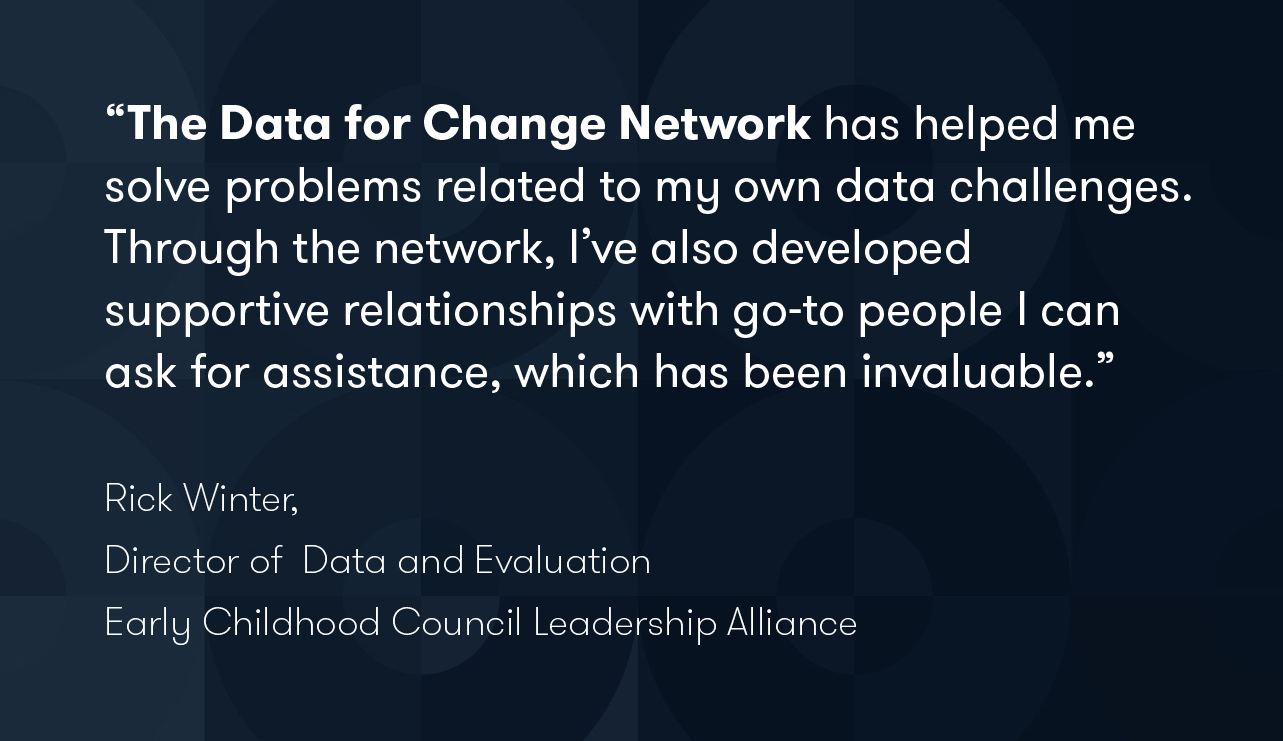 “The Data for Change Network has helped me
solve problems related to my own data challenges.
Through the network, I’ve also developed
supportive relationships with go-to people I can
ask for assistance, which has been invaluable.”
Rick Winter,
Director of  Data and Evaluation
Early Childhood Council Leadership Alliance